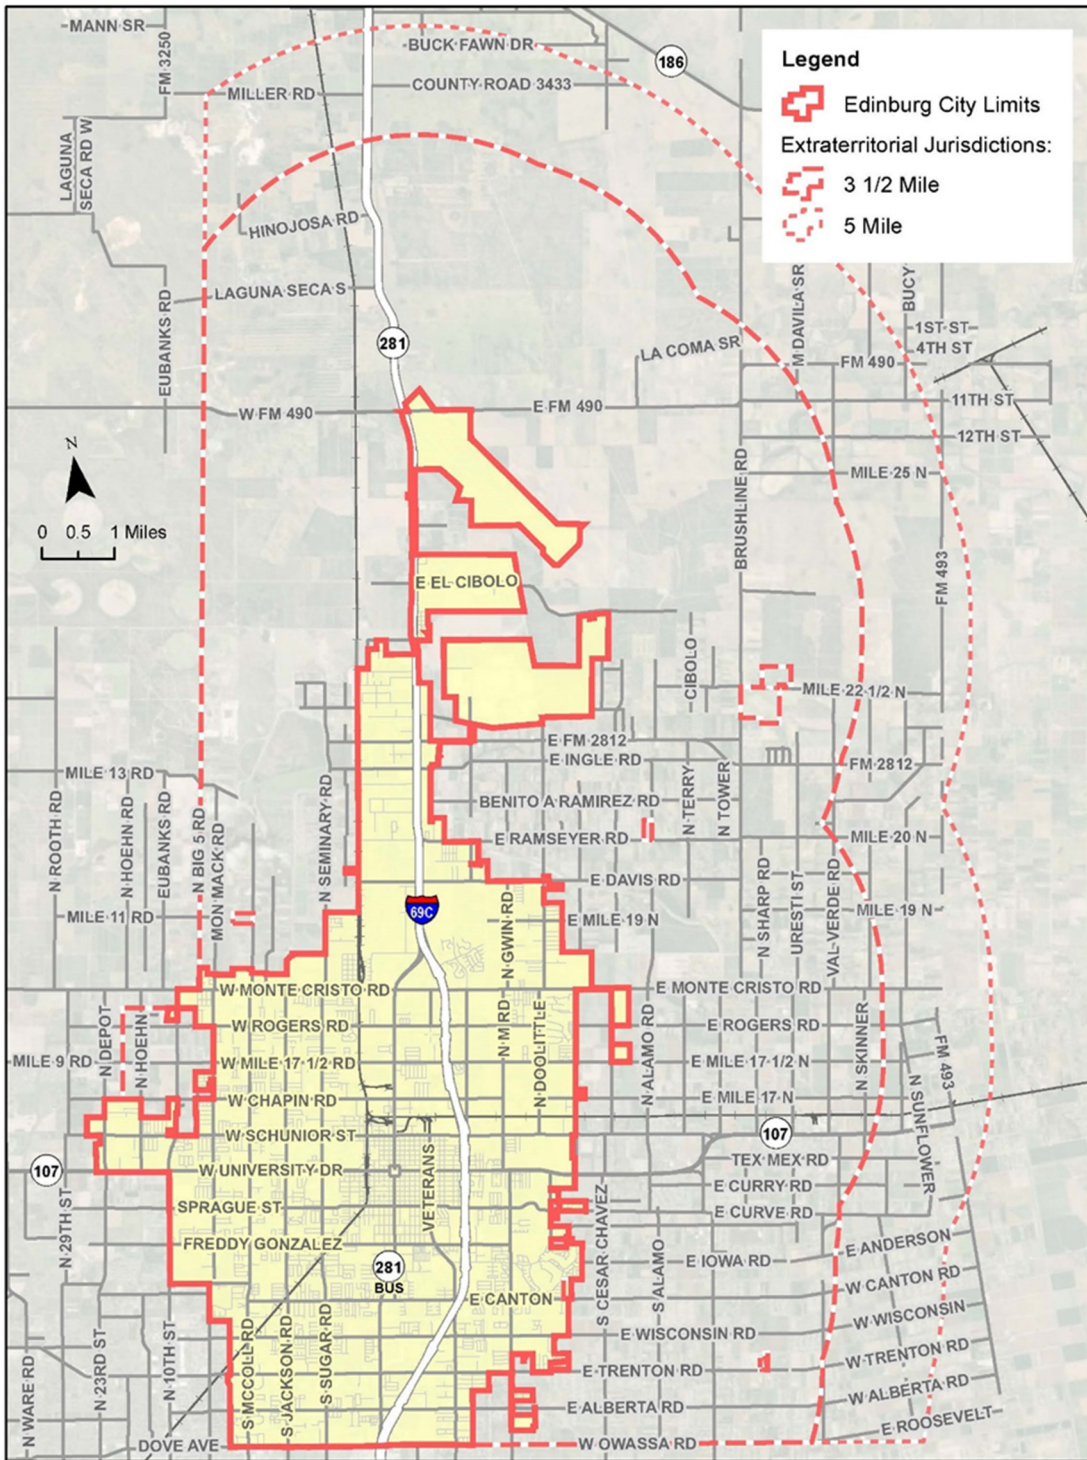 MANN SR
FM 3250
BUCK FAWN DR
186
MILLER RD
COUNTY ROAD 3433
Legend
Edinburg City Limits
Extraterritorial Jurisdictions:
3 1/2 Mile
5 Mile
LAGUNA
SECA RD W
HINOJOSA RD
LAGUNA SECA S
EUBANKS RD
281
LA COMA SR
M DAVILA SR
BUCY
1ST ST
4TH ST
FM 490
W FM 490
E FM 490
11TH ST
12TH ST
N
0 0.5 1 Miles
BRUSHLINE RD
MILE 25 N
FM 493
E EL CIBOLO
CIBOLO
MILE 22 1/2 N
E FM 2812
E INGLE RD
FM 2812
MILE 13 RD
N ROOTH RD
N HOEHN RD
EUBANKS RD
N BIG 5 RD
MON MACK RD
N SEMINARY RD
BENITO A RAMIREZ RD
N TERRY
N TOWER
E RAMSEYER RD
MILE 20 N
E DAVIS RD
MILE 11 RD
69C
N GWIN RD
E MILE 19 N
N SHARP RD
URESTI ST
VAL VERDE RD
MILE 19 N
W MONTE CRISTO RD
E MONTE CRISTO RD
N DEPOT
N HOEHN
W ROGERS RD
N M RD
N DOOLITTLE
N ALAMO RD
E ROGERS RD
N SKINNER
FM 493
MILE 9 RD
W MILE 17 1/2 RD
E MILE 17-1/2 N
W CHAPIN RD
E MILE 17 N
N SUNFLOWER
W SCHUNIOR ST
107
107
W UNIVERSITY DR
VETERANS
TEX MEX RD
N 29TH ST
SPRAGUE ST
S CESAR CHAVEZ
E CURRY RD
E CURVE RD
FREDDY GONZALEZ
S ALAMO
E IOWA RD
E ANDERSON
281
BUS
W CANTON RD
E CANTON
W WISCONSIN
N WARE RD
N 23RD ST
N 10TH ST
S MCCOLL RD
S JACKSON RD
S SUGAR RD
E WISCONSIN RD
E TRENTON RD
W TRENTON RD
E ALBERTA RD
W ALBERTA RD
DOVE AVE
W OWASSA RD
E ROOSEVELT